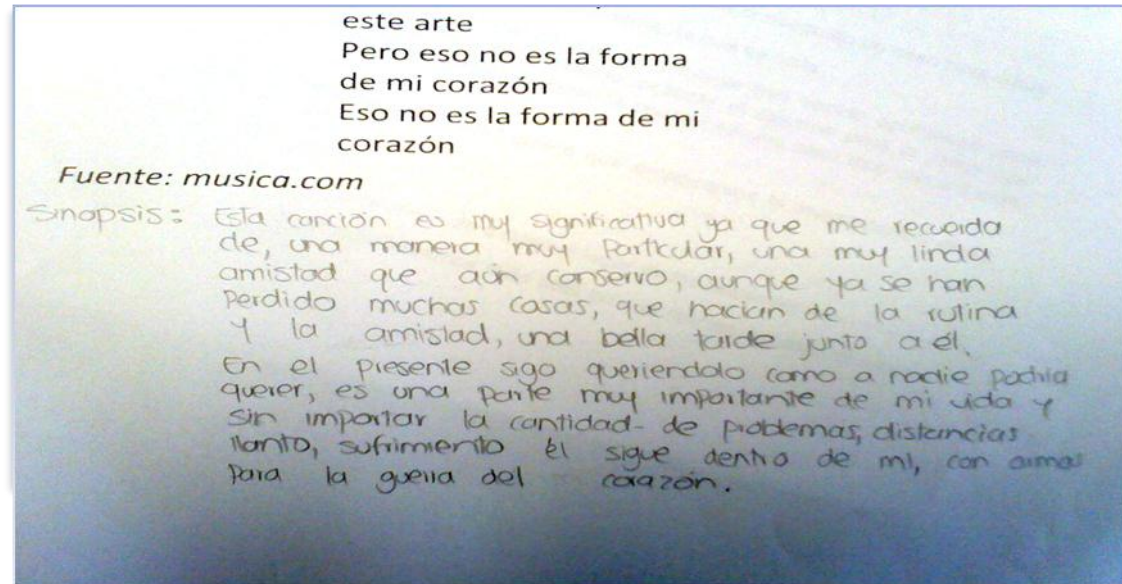 este arte
Pero eso no es la forma
de mi corazón
Eso no es la forma de mi
corazón
Fuente: musica.com
Sinopsis: Esta canción es muy significativa ya que me recuerda
de, una manera muy Particular, una muy linda
amistad que aún conservo, aunque ya se han
Perdido muchas cosas, que hacian de la rutina
y la amistad, una bella tarde junto a él.
En el presente sigo queriendolo como a nadie podria
querer, es una parte muy importante de mi vida y
sin importar la cantidad de problemas, distancias
llanto, sufrimiento él sigue dentro de mi, con armas
Para la guerra del corazón.